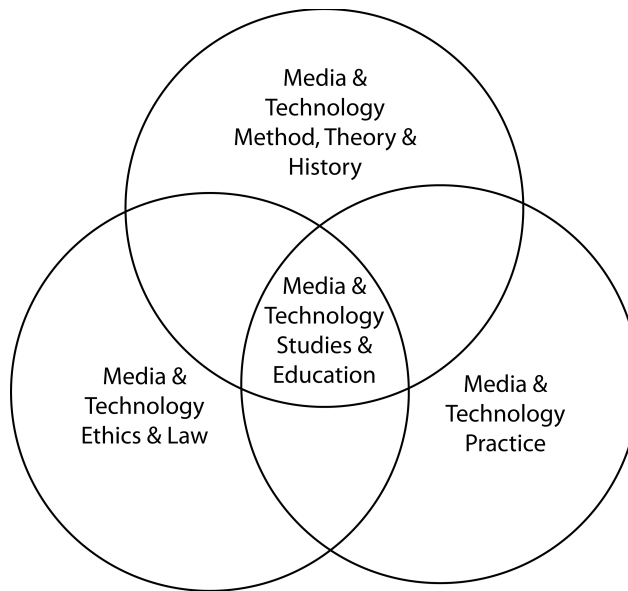 Media &
Technology
Method, Theory &
History
Media &
Technology
Studies &
Education
Media &
Technology
Ethics & Law
Media &
Technology
Practice